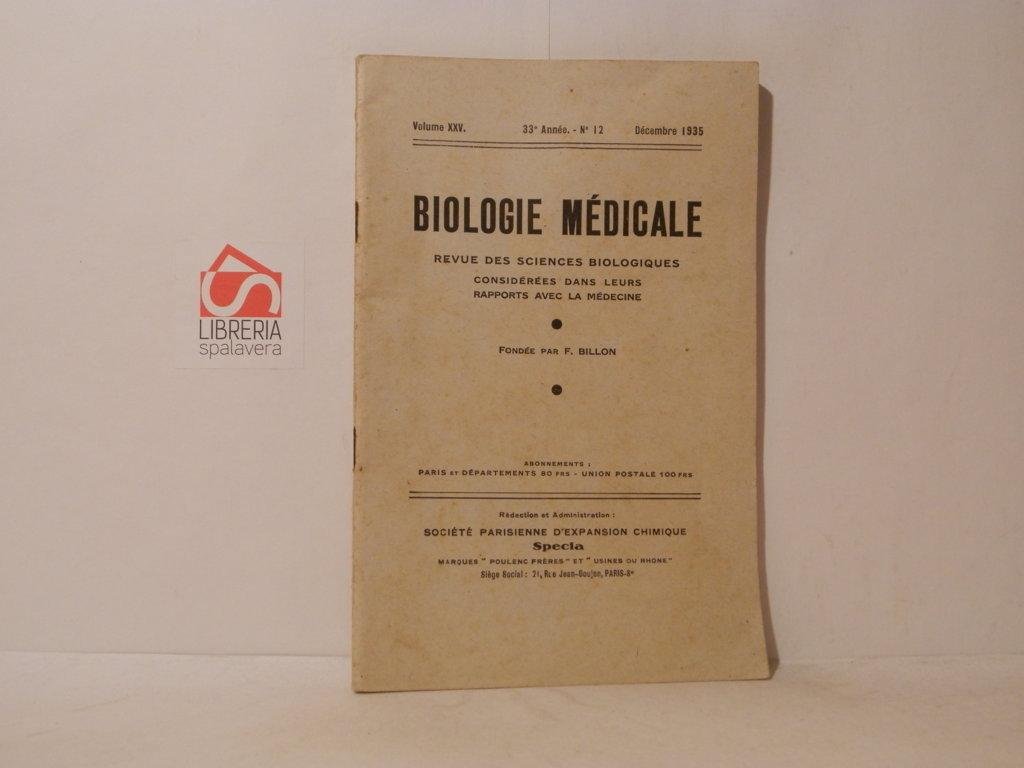 Volume XXV. 33e Année. - N° 12 Décembre 1935
BIOLOGIE MÉDICALE
REVUE DES SCIENCES BIOLOGIQUES
CONSIDÉRÉES DANS LEURS
RAPPORTS AVEC LA MÉDECINE
FONDÉE PAR F. BILLON
ABONNEMENTS :
PARIS ET DÉPARTEMENTS 80 FRS - UNION POSTALE 100 FRS
Rédaction et Administration :
SOCIÉTÉ PARISIENNE D'EXPANSION CHIMIQUE
Specia
MARQUES "POULENC FRÈRES" ET "USINES DU RHONE"
Siège Social : 21, Rue Jean-Goujon, PARIS-8e
LIBRERIA
spalavera